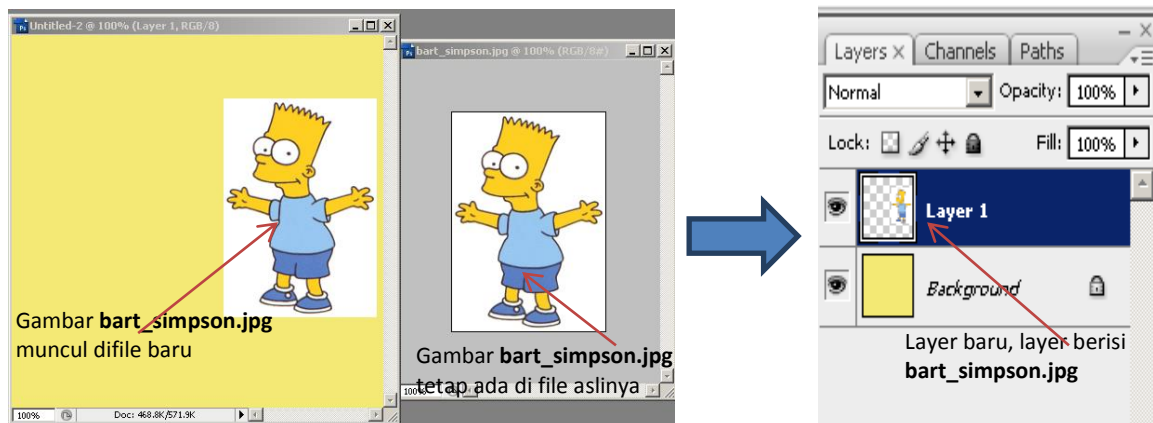 Untitled-2 @ 100% (Layer 1, RGB/8)
Gambar bart_simpson.jpg
muncul difile baru
100%
Doc: 468.8K/571.9K
bart_simpson.jpg @ 100% (RGB/8#)
Gambar bart_simpson.jpg
tetap ada di file aslinya
100%
Layers × Channels Paths
Normal Opacity: 100%
Lock: Fill: 100%
Layer 1
Background
Layer baru, layer berisi
bart_simpson.jpg